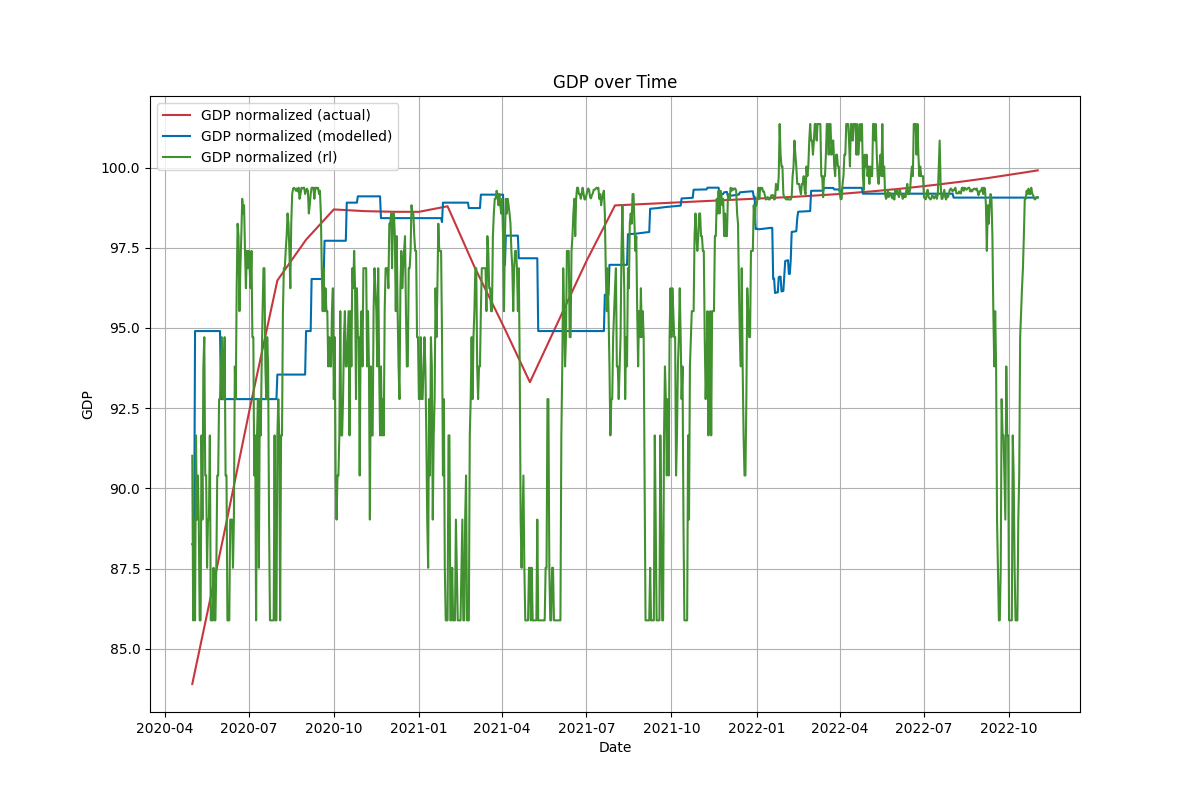 GDP over Time
GDP normalized (actual)
GDP normalized (modelled)
GDP normalized (rl)
100.0
97.5
95.0
92.5
90.0
87.5
85.0
GDP
2020-04 2020-07 2020-10 2021-01 2021-04 2021-07 2021-10 2022-01 2022-04 2022-07 2022-10
Date